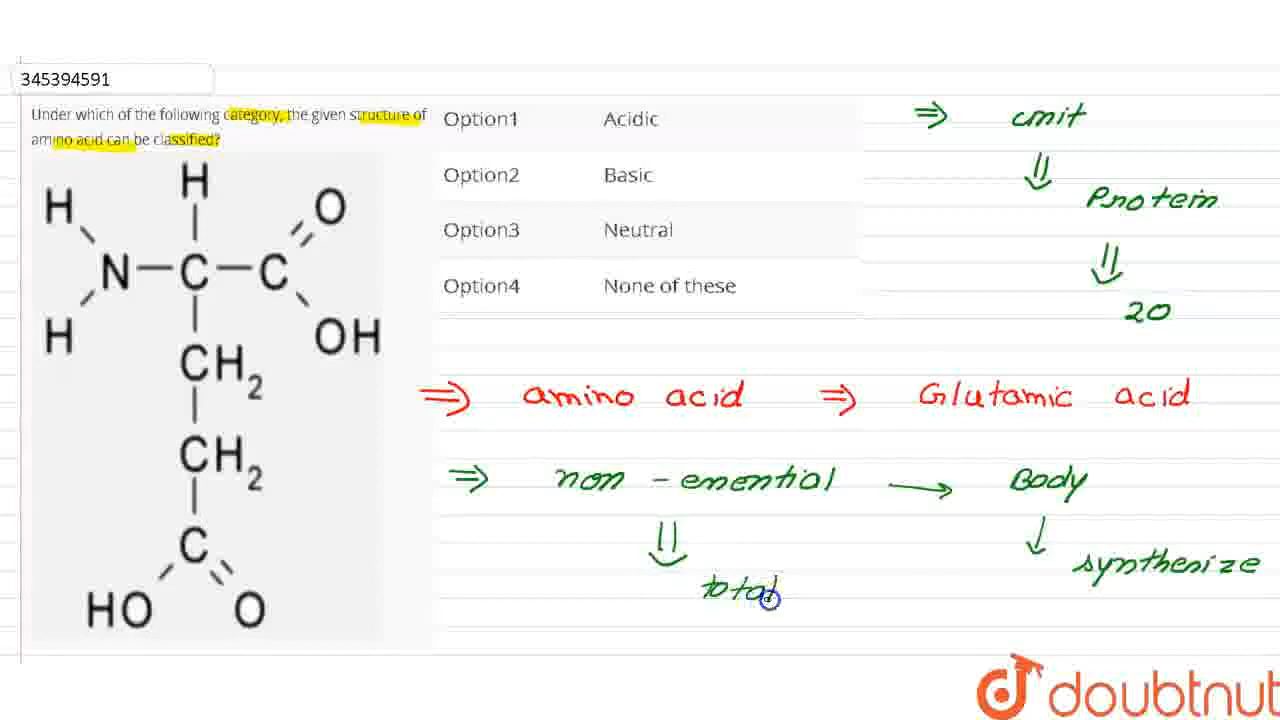 345394591
Under which of the following category, the given structure of
amino acid can be classified?
Option1 Acidic
Option2 Basic
Option3 Neutral
Option4 None of these
H
H O
N C C
H OH
CH2
CH2
C
HO O
⇒ unit
⇓
Protein
⇓
20
⇒ amino acid ⇒ Glutamic acid
⇒ non - essential → Body
⇓ ↓
synthesize
total
doubtnut